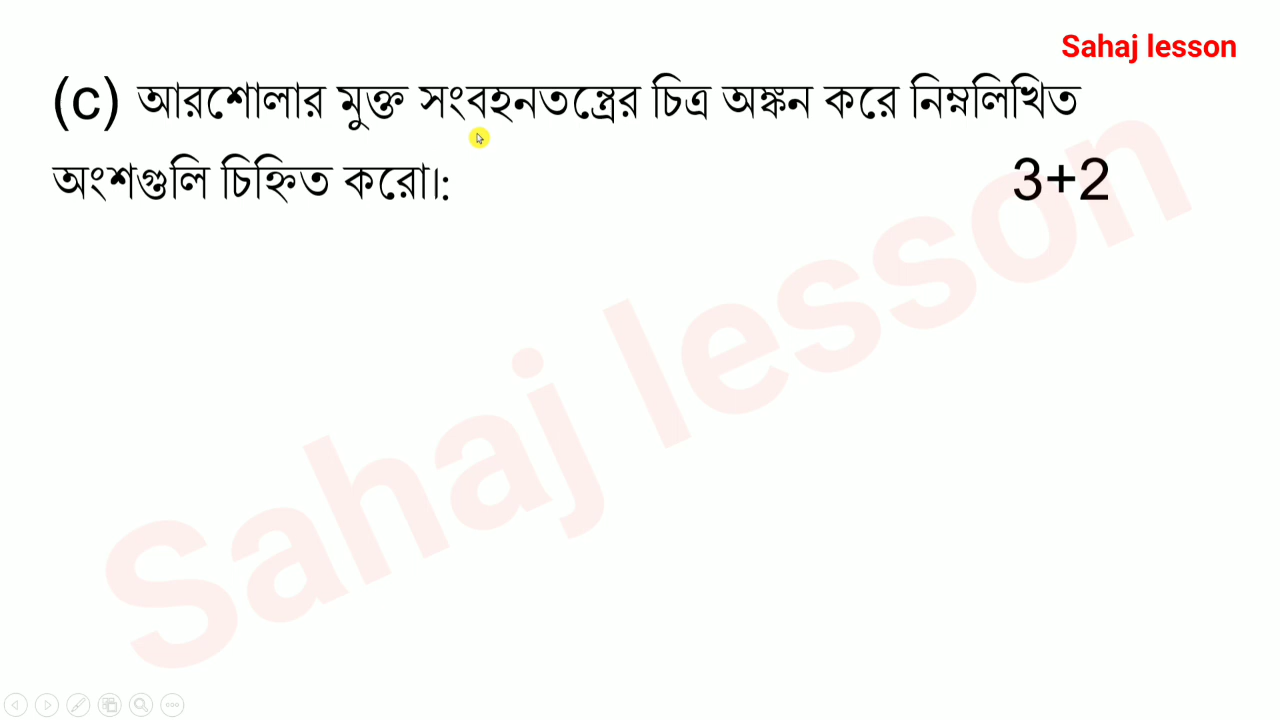 Sahaj lesson
(c) আরশোলার মুক্ত সংবহনতন্ত্রের চিত্র অঙ্কন করে নিম্নলিখিত
অংশগুলি চিহ্নিত করো।: 3+2
Sahaj lesson